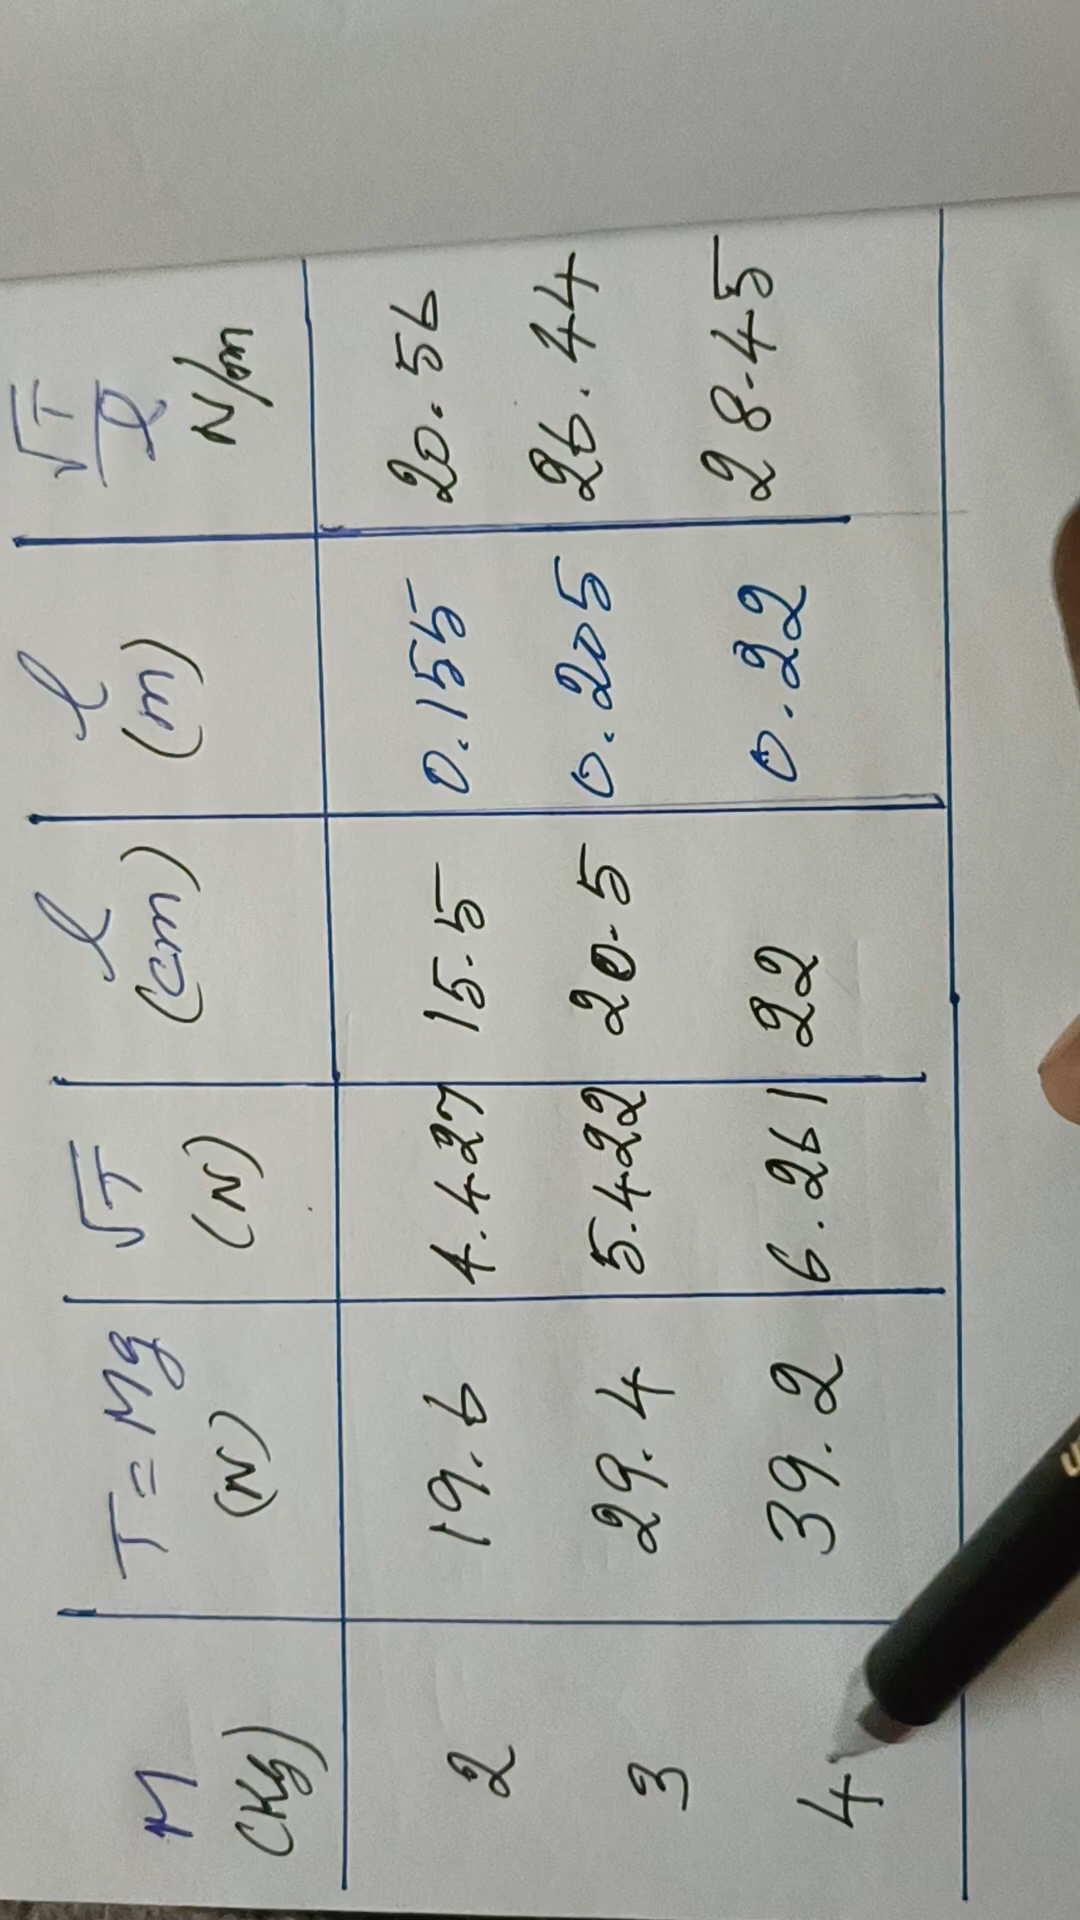 M T = Mg √T l l √T/l
(Kg) (N) (N) (cm) (m) N/m
2 19.6 4.427 15.5 0.155 20.56
3 29.4 5.422 20.5 0.205 26.44
4 39.2 6.261 22 0.22 28.45